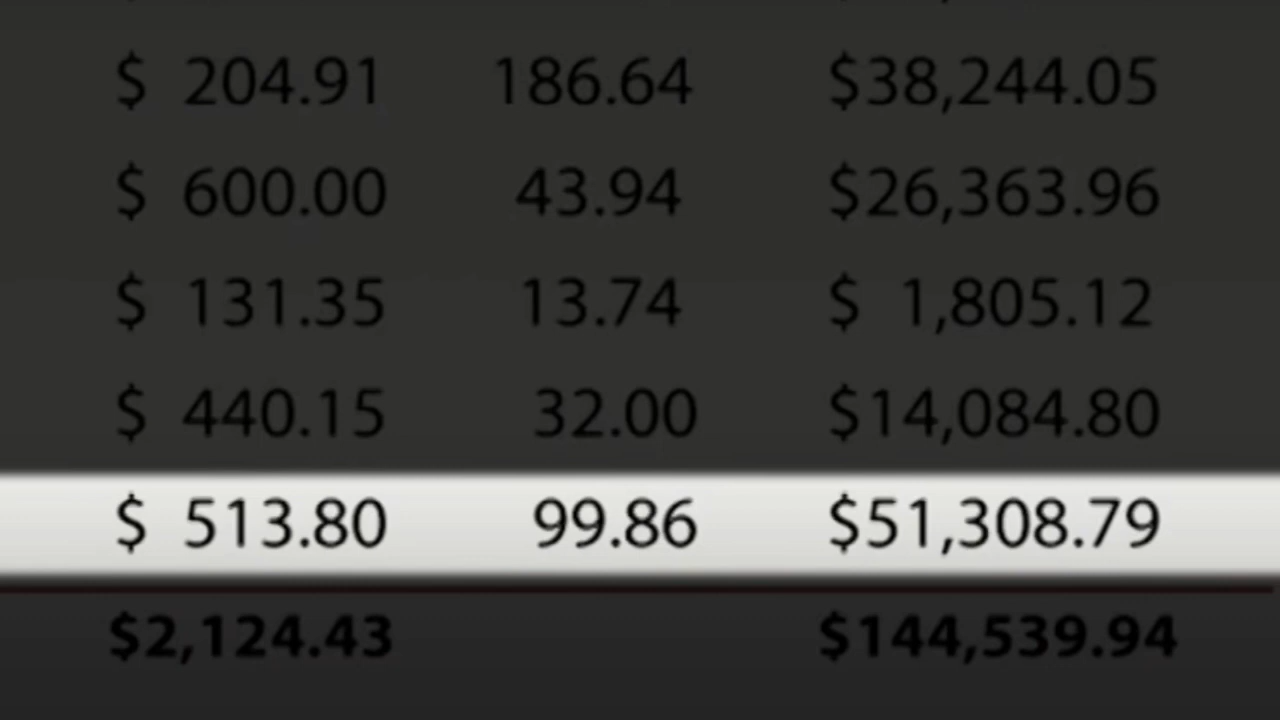 $ 204.91 186.64 $38,244.05
$ 600.00 43.94 $26,363.96
$ 131.35 13.74 $ 1,805.12
$ 440.15 32.00 $14,084.80
$ 513.80 99.86 $51,308.79
$2,124.43 $144,539.94